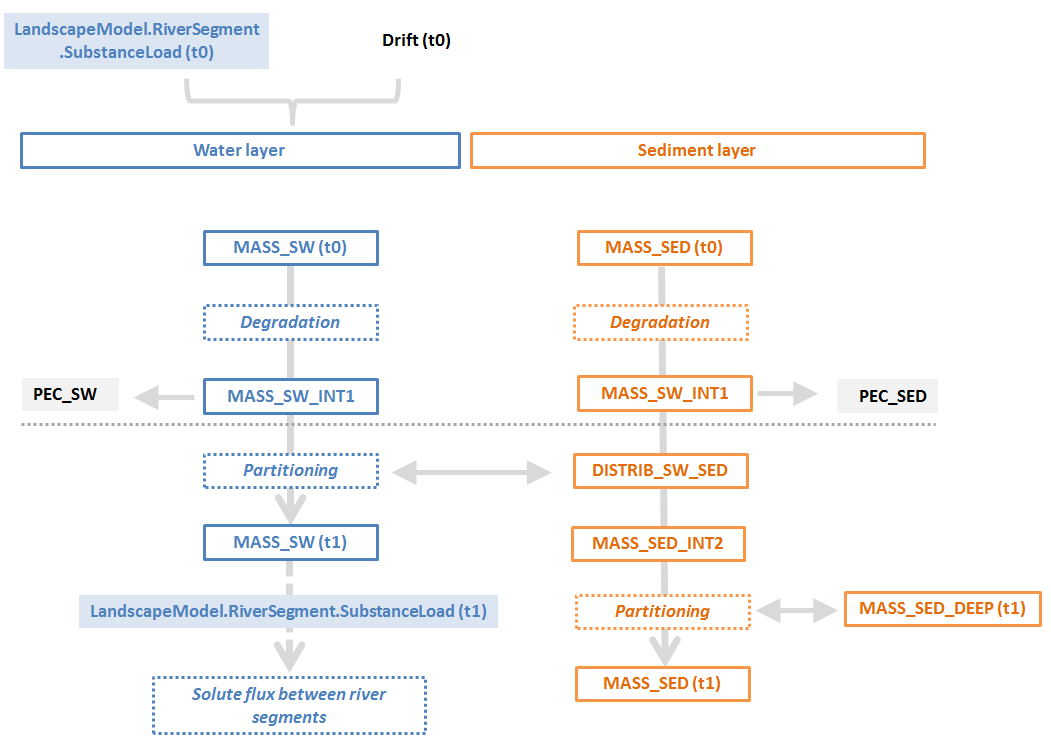 LandscapeModel.RiverSegment
.SubstanceLoad (t0)
Drift (t0)
Water layer
Sediment layer
MASS_SW (t0)
MASS_SED (t0)
Degradation
Degradation
PEC_SW
MASS_SW_INT1
MASS_SW_INT1
PEC_SED
Partitioning
DISTRIB_SW_SED
MASS_SW (t1)
MASS_SED_INT2
LandscapeModel.RiverSegment.SubstanceLoad (t1)
Partitioning
MASS_SED_DEEP (t1)
MASS_SED (t1)
Solute flux between river
segments